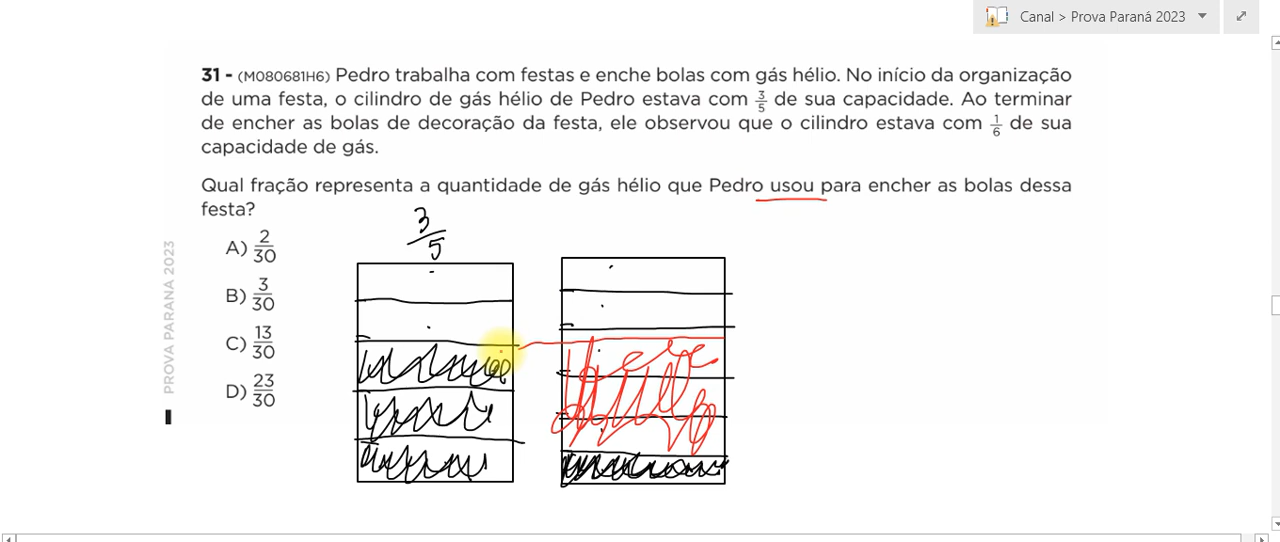 Canal > Prova Paraná 2023
31 - (M080681H6) Pedro trabalha com festas e enche bolas com gás hélio. No início da organização
de uma festa, o cilindro de gás hélio de Pedro estava com 3/5 de sua capacidade. Ao terminar
de encher as bolas de decoração da festa, ele observou que o cilindro estava com 1/6 de sua
capacidade de gás.
Qual fração representa a quantidade de gás hélio que Pedro usou para encher as bolas dessa
festa?
3/5
A) 2/30
B) 3/30
C) 13/30
D) 23/30
PROVA PARANÁ 2023